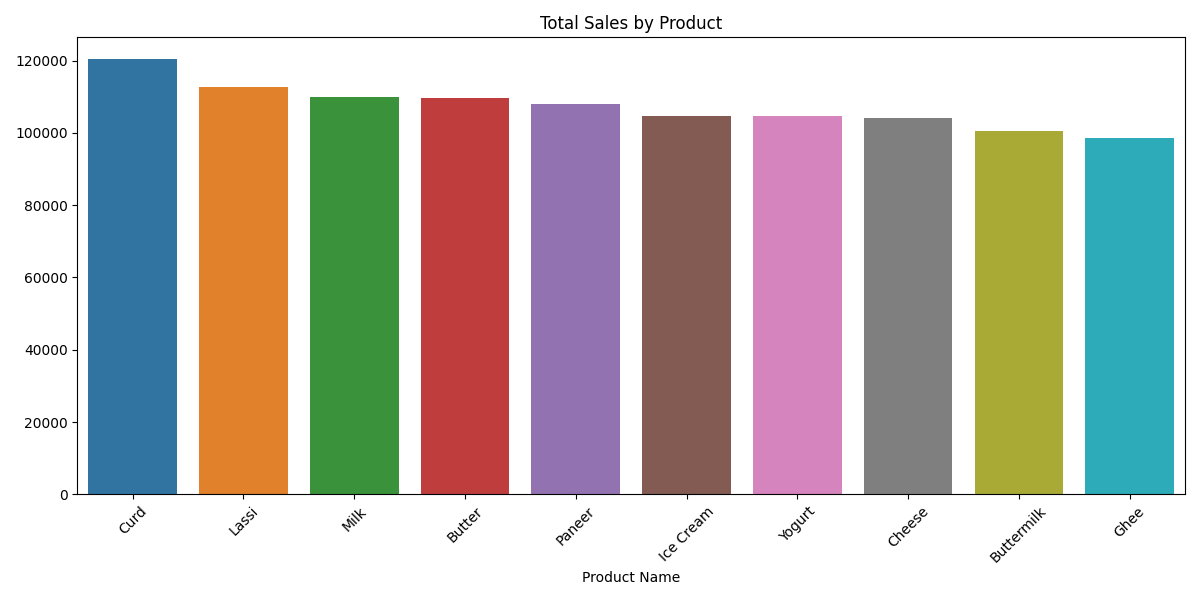 Total Sales by Product
120000
100000
80000
60000
40000
20000
0
Curd
Lassi
Milk
Butter
Paneer
Ice Cream
Yogurt
Cheese
Buttermilk
Ghee
Product Name